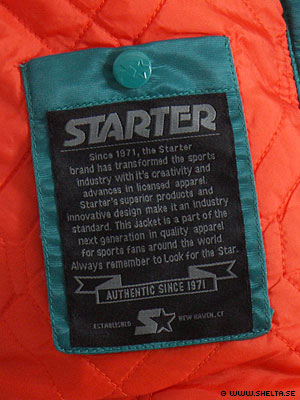 STARTER
Since 1971, the Starter
brand has transformed the sports
industry with it's creativity and
advances in licensed apparel.
Starter's superior products and
innovative design make it an industry
standard. This jacket is a part of the
next generation in quality apparel
for sports fans around the world.
Always remember to Look for the Star.
AUTHENTIC SINCE 1971
ESTABLISHED NEW HAVEN, CT
© WWW.SHELTA.SE